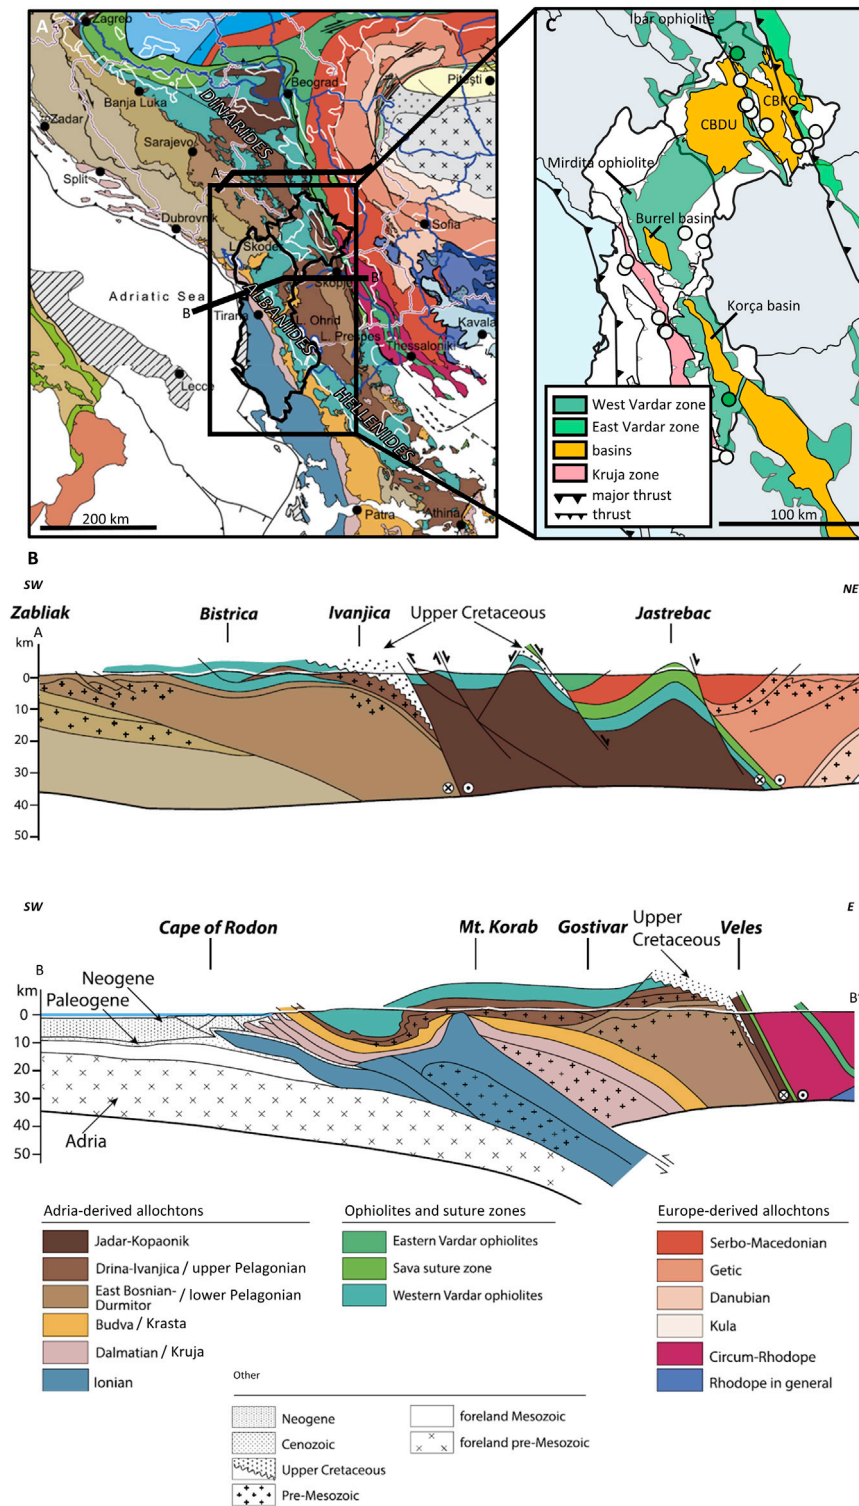 A
Zagreb
Beograd
Pitești
Banja Luka
DINARIDES
Zadar
Sarajevo
Split
A
A'
Dubrovnik
Sofia
L. Skoder
Skopje
B'
Adriatic Sea
B
Tirana
ALBANIDES
L. Ohrid
L. Prespes
Kavala
Thessaloniki
Lecce
HELLENIDES
200 km
Patra
Athina
C
Ibar ophiolite
CBKO
CBDU
Mirdita ophiolite
Burrel basin
Korça basin
West Vardar zone
East Vardar zone
basins
Kruja zone
major thrust
thrust
100 km
B
SW
NE
Zabliak
Bistrica
Ivanjica
Upper Cretaceous
Jastrebac
A
km
0
10
20
30
40
50
SW
E
Cape of Rodon
Mt. Korab
Gostivar
Upper
Cretaceous
Veles
B
Neogene
B'
km
Paleogene
0
10
20
30
40
50
Adria
Adria-derived allochtons
Jadar-Kopaonik
Drina-Ivanjica / upper Pelagonian
East Bosnian-
Durmitor / lower Pelagonian
Budva / Krasta
Dalmatian / Kruja
Ionian
Ophiolites and suture zones
Eastern Vardar ophiolites
Sava suture zone
Western Vardar ophiolites
Europe-derived allochtons
Serbo-Macedonian
Getic
Danubian
Kula
Circum-Rhodope
Rhodope in general
Other
Neogene
Cenozoic
Upper Cretaceous
Pre-Mesozoic
foreland Mesozoic
foreland pre-Mesozoic